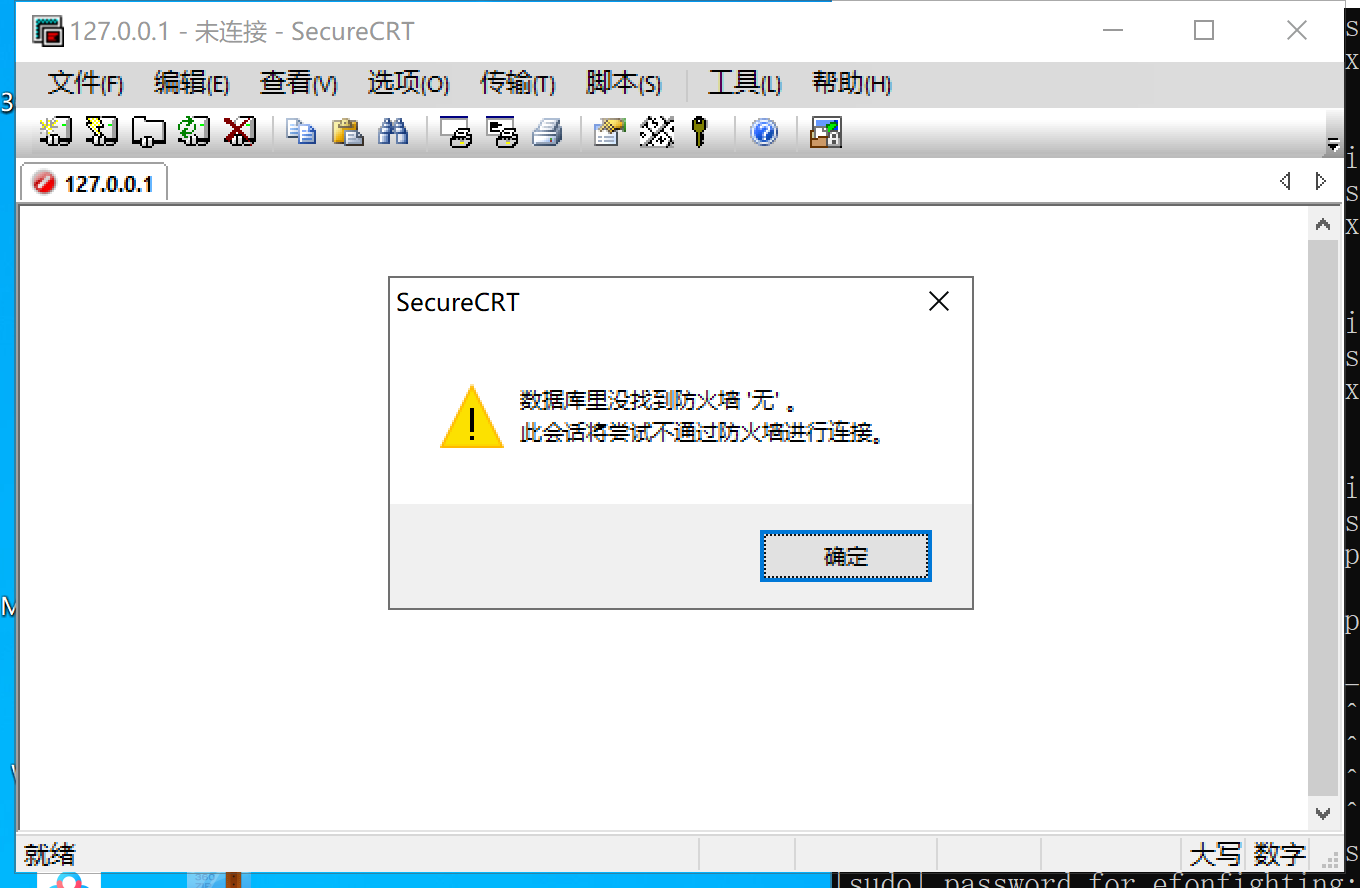 127.0.0.1 - 未连接 - SecureCRT
文件(F) 编辑(E) 查看(V) 选项(O) 传输(T) 脚本(S) 工具(L) 帮助(H)
127.0.0.1
SecureCRT
数据库里没找到防火墙 '无' 。
此会话将尝试不通过防火墙进行连接。
确定
就绪
大写 数字
3
M
s
x
i
s
x
i
s
x
i
s
p
p
s
sudo] password for efonfighting: